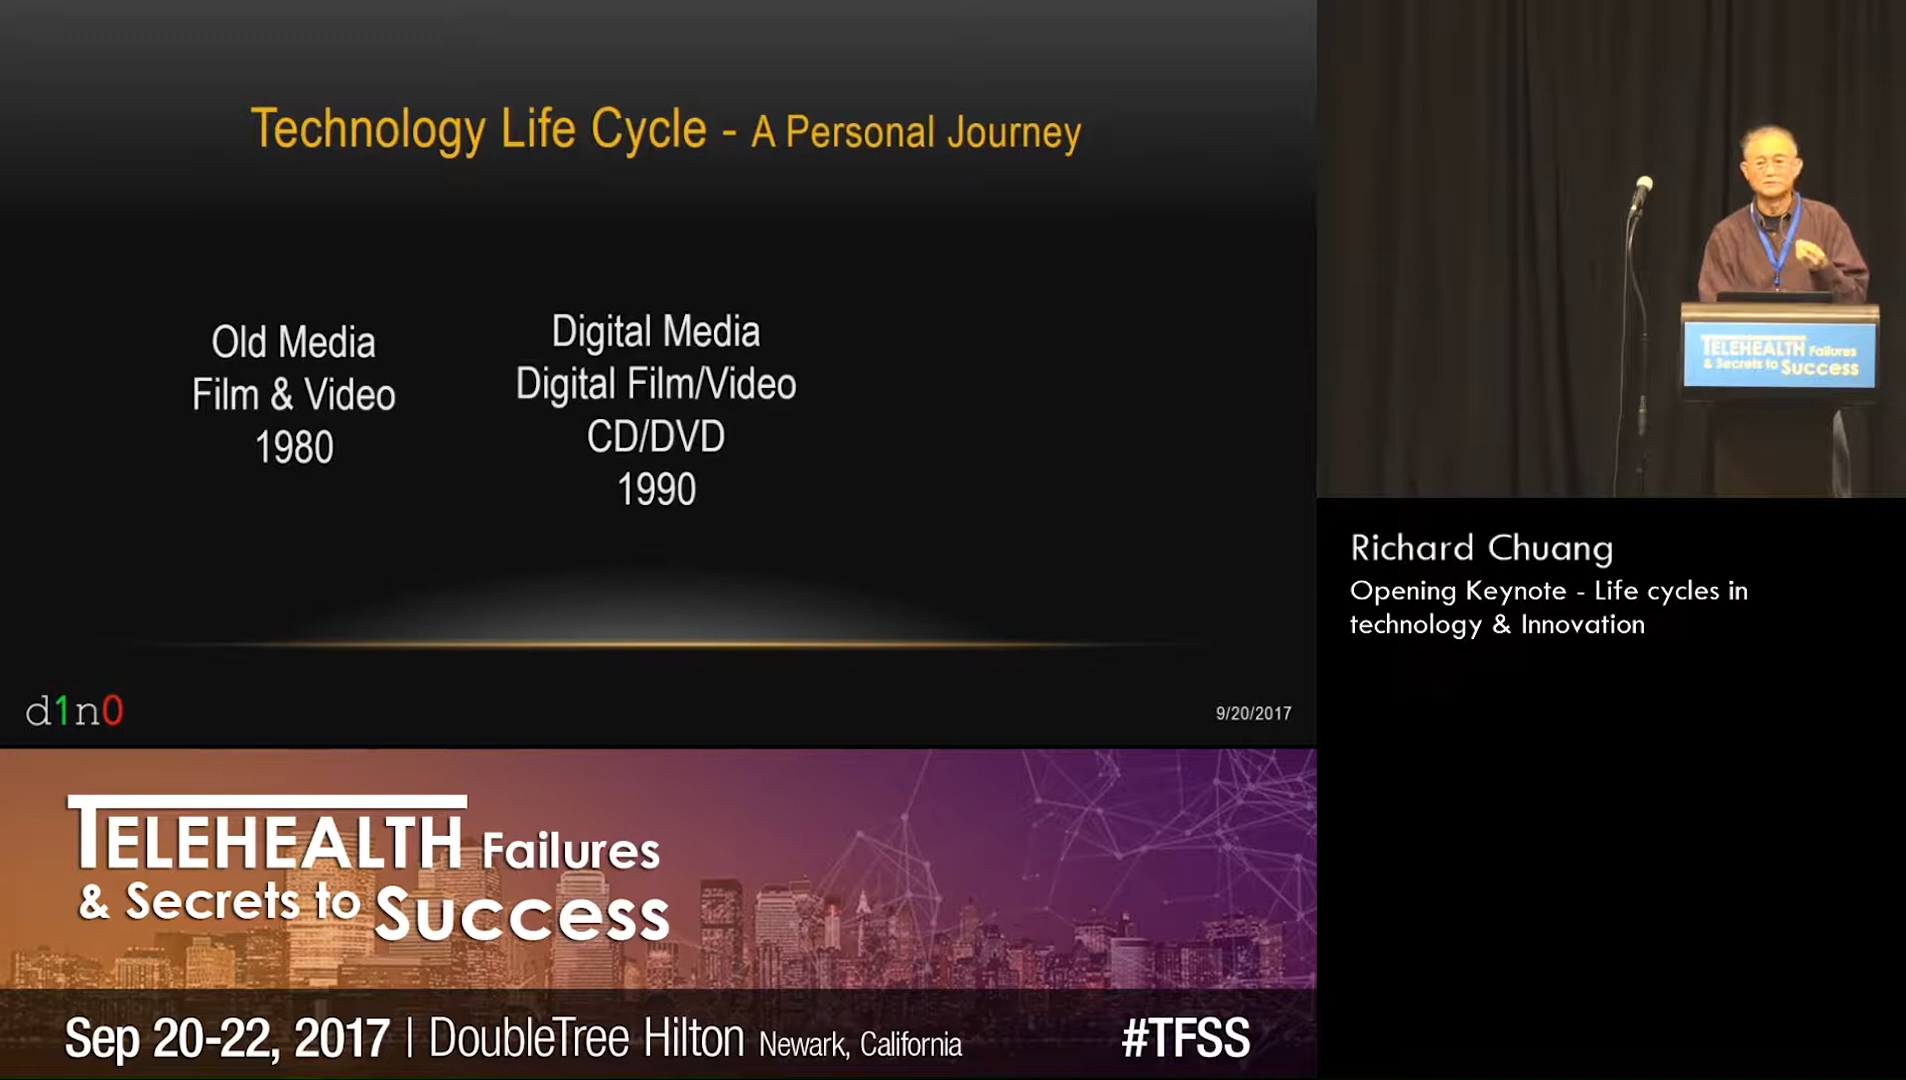 Technology Life Cycle - A Personal Journey
Old Media
Film & Video
1980
Digital Media
Digital Film/Video
CD/DVD
1990
d1n0
9/20/2017
TELEHEALTH Failures
& Secrets to Success
Richard Chuang
Opening Keynote - Life cycles in
technology & Innovation
TELEHEALTH Failures
& Secrets to Success
Sep 20-22, 2017 | DoubleTree Hilton Newark, California
#TFSS